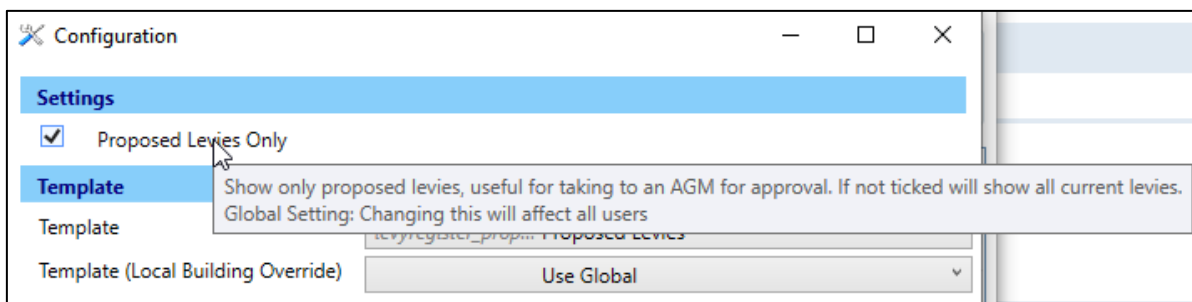 Configuration
Settings
Proposed Levies Only
Show only proposed levies, useful for taking to an AGM for approval. If not ticked will show all current levies.
Global Setting: Changing this will affect all users
Template
Template
levyregister_prop... Proposed Levies
Template (Local Building Override)
Use Global